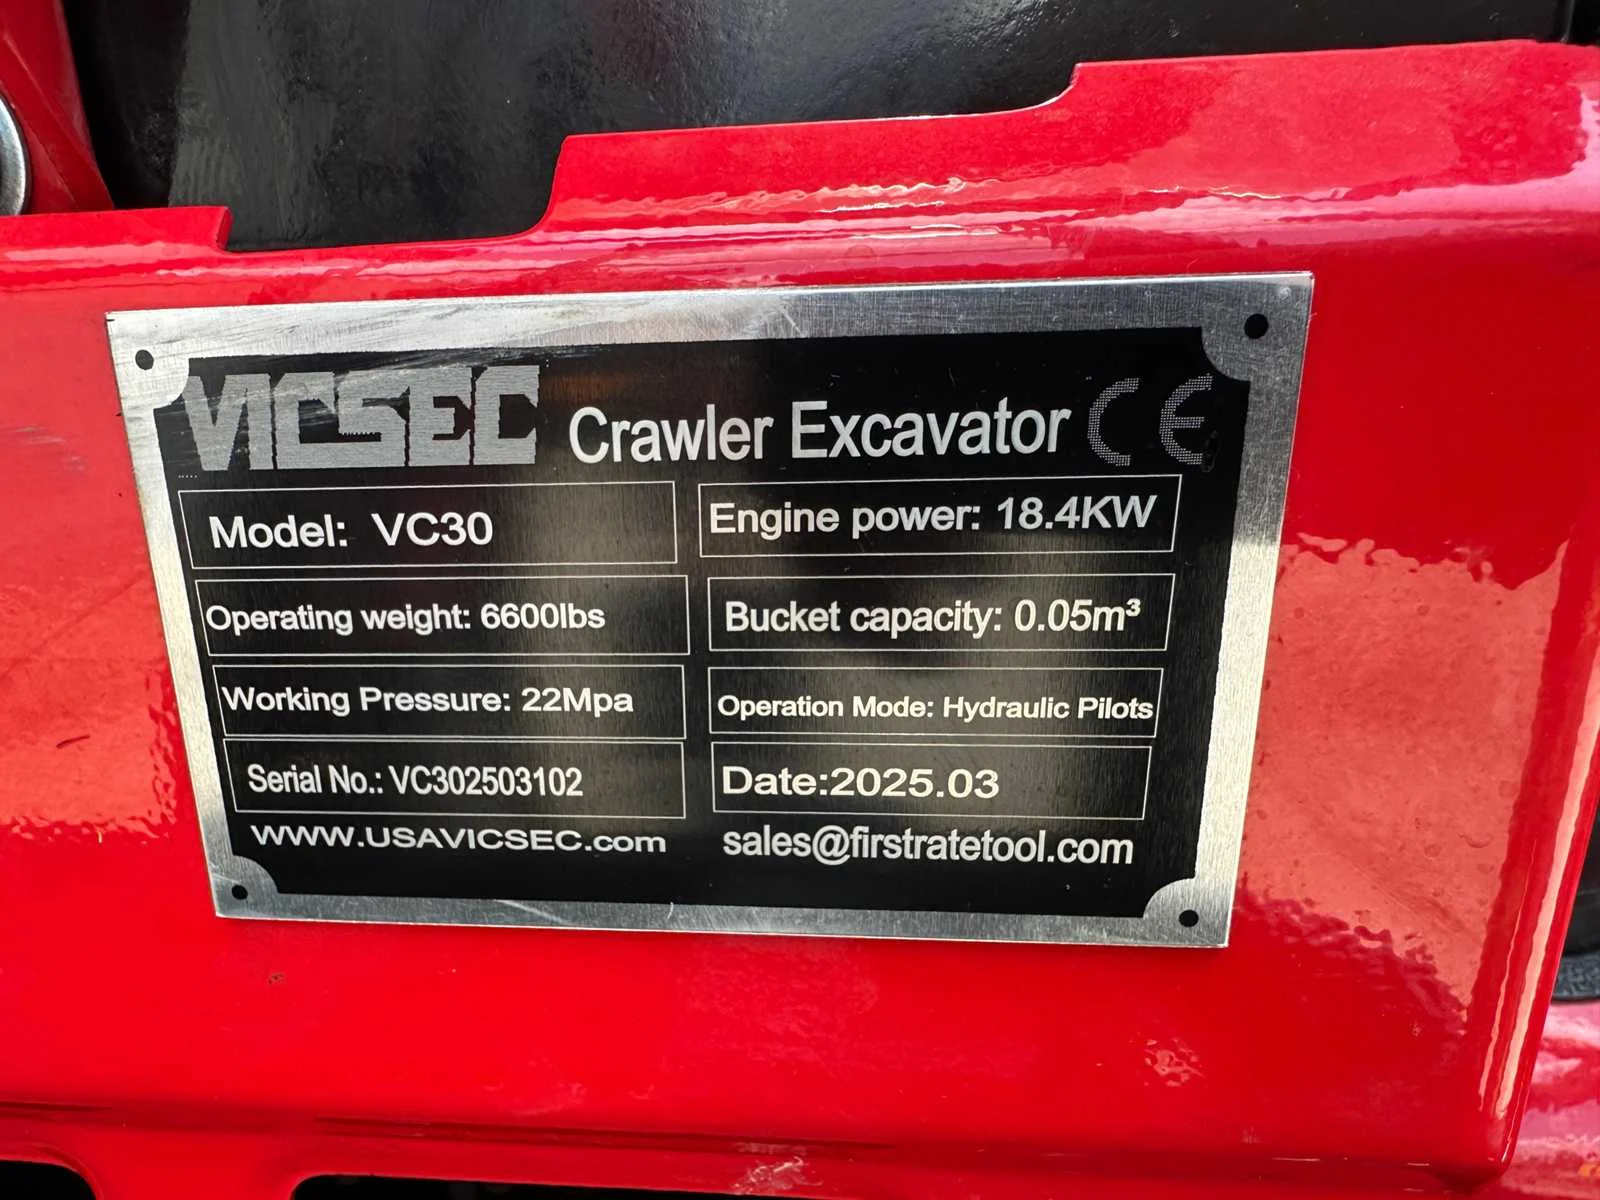 VICSEC Crawler Excavator CE
Model: VC30
Engine power: 18.4KW
Operating weight: 6600lbs
Bucket capacity: 0.05m³
Working Pressure: 22Mpa
Operation Mode: Hydraulic Pilots
Serial No.: VC302503102
Date:2025.03
WWW.USAVICSEC.com
sales@firstratetool.com